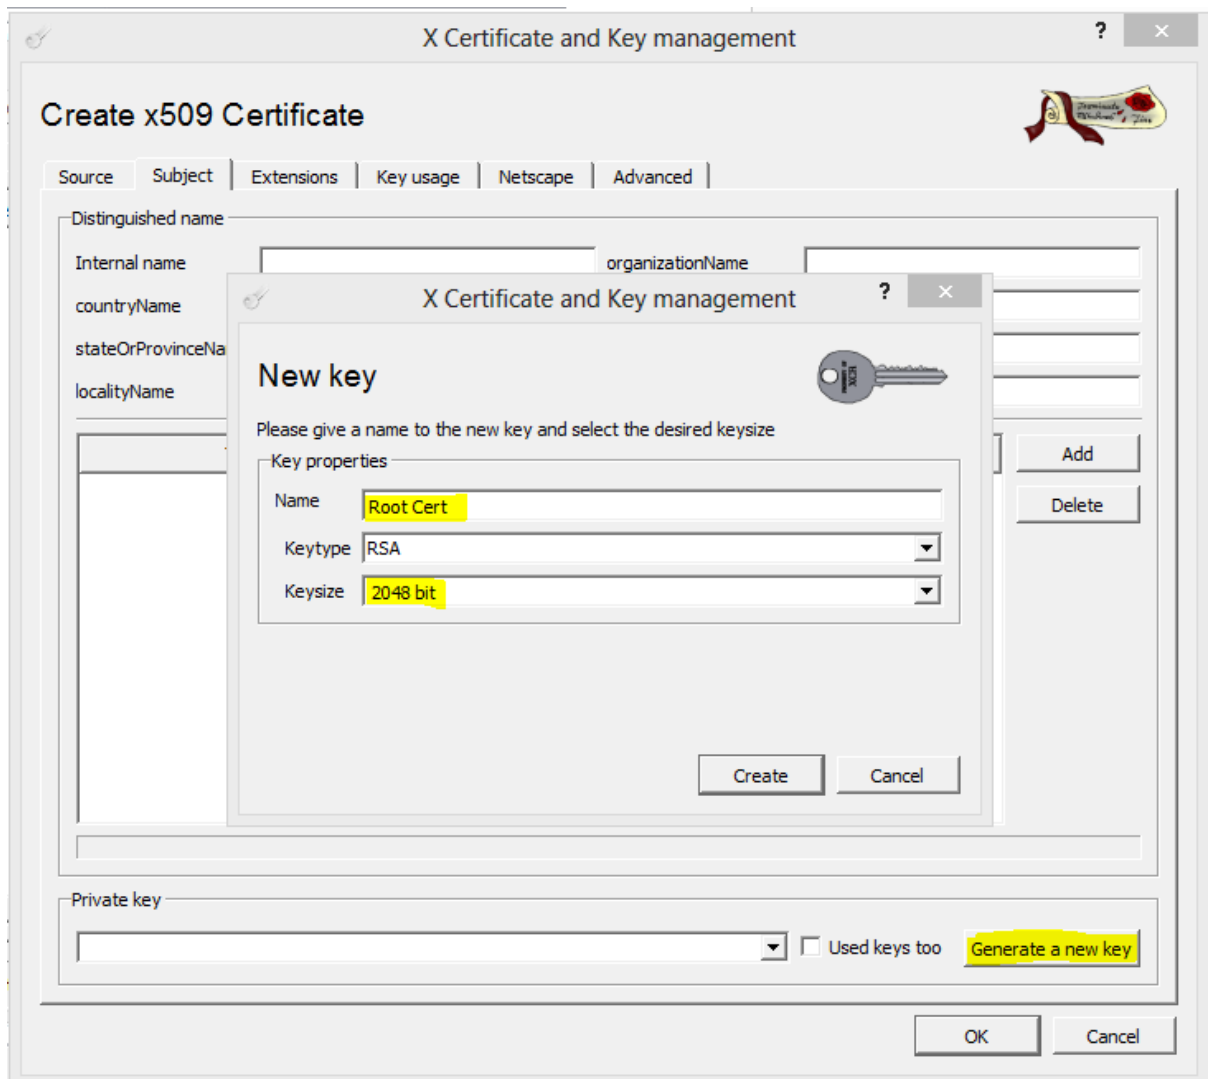 X Certificate and Key management ?
Create x509 Certificate
Source Subject Extensions Key usage Netscape Advanced
Distinguished name
Internal name organizationName
countryName
X Certificate and Key management ?
stateOrProvinceNa
New key
localityName
Please give a name to the new key and select the desired keysize
Key properties
Add
Name Root Cert
Delete
Keytype RSA
Keysize 2048 bit
Create Cancel
Private key
Used keys too Generate a new key
OK Cancel